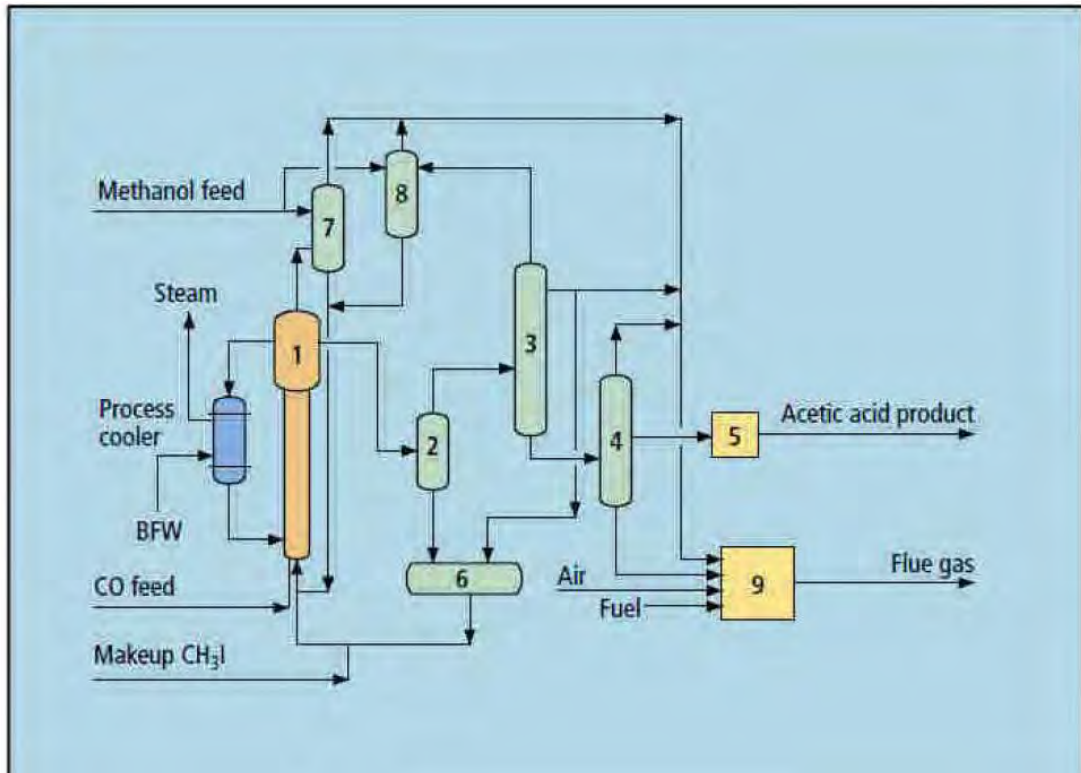 8
Methanol feed
7
Steam
1
3
Process
cooler
2
4
5
Acetic acid product
BFW
6
CO feed
Air
9
Flue gas
Fuel
Makeup CH₃I